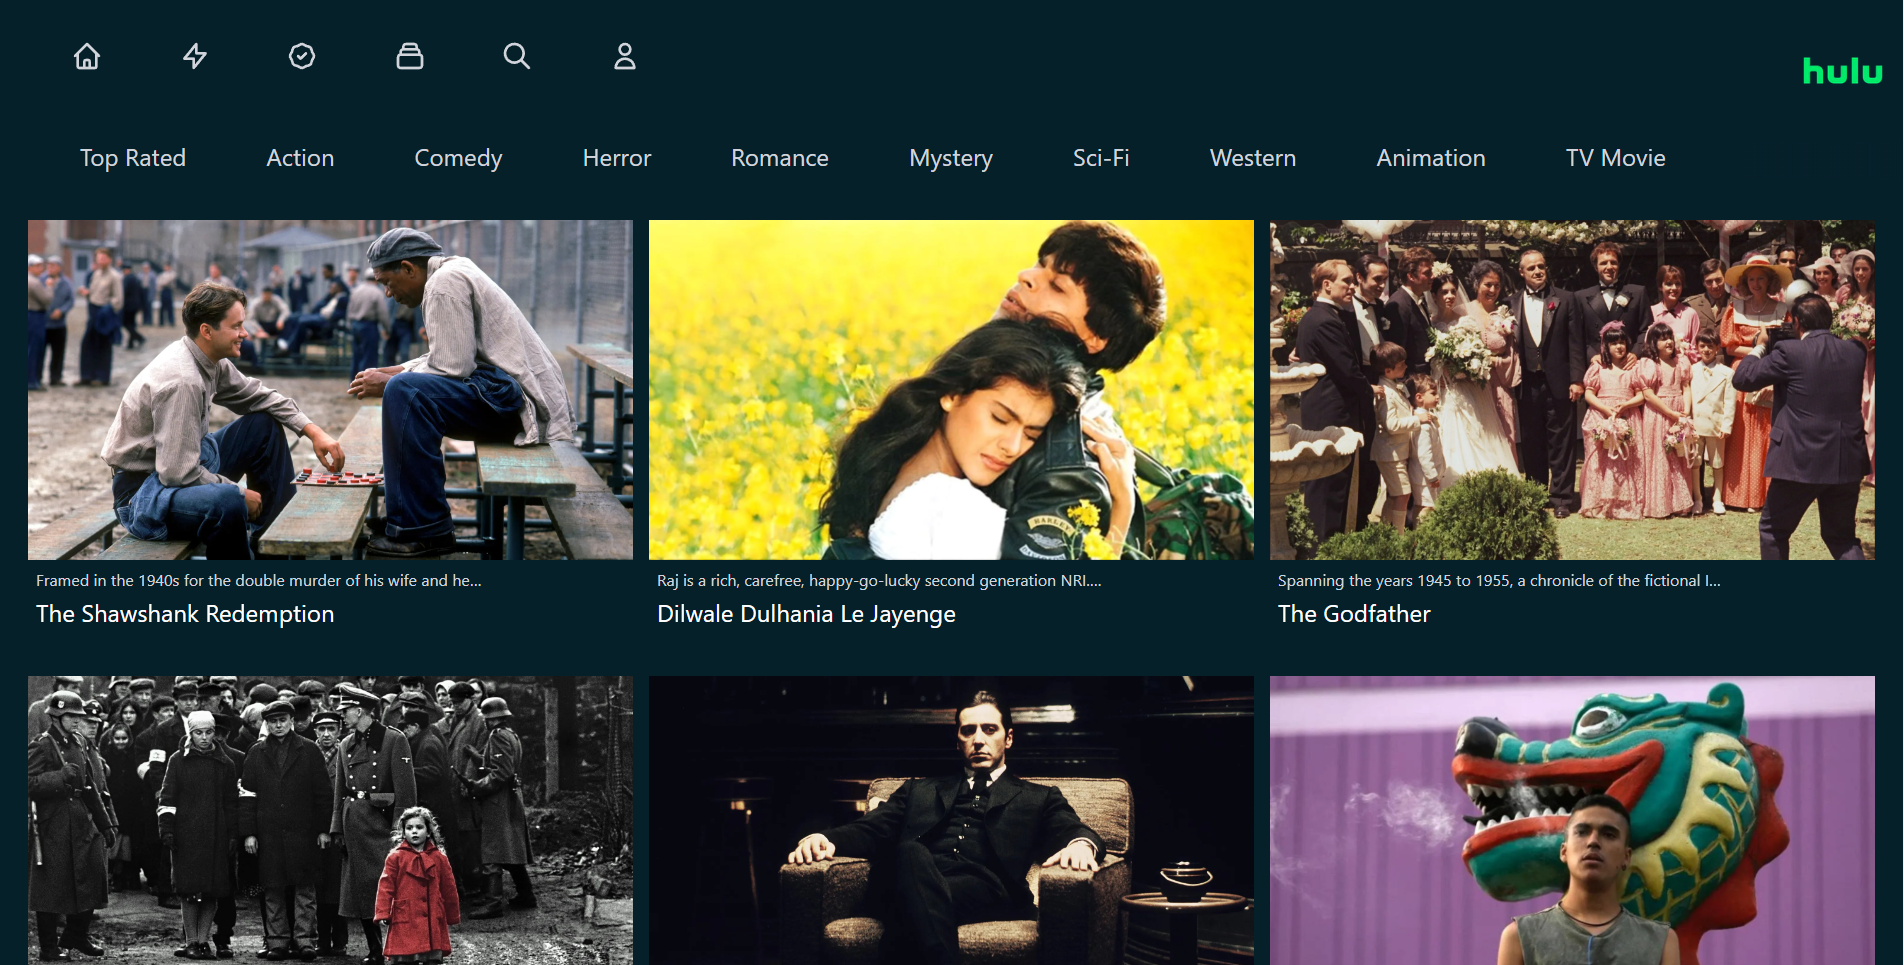 hulu
Top Rated Action Comedy Herror Romance Mystery Sci-Fi Western Animation TV Movie
HARLEY
Framed in the 1940s for the double murder of his wife and he...
The Shawshank Redemption
Raj is a rich, carefree, happy-go-lucky second generation NRI....
Dilwale Dulhania Le Jayenge
Spanning the years 1945 to 1955, a chronicle of the fictional I...
The Godfather